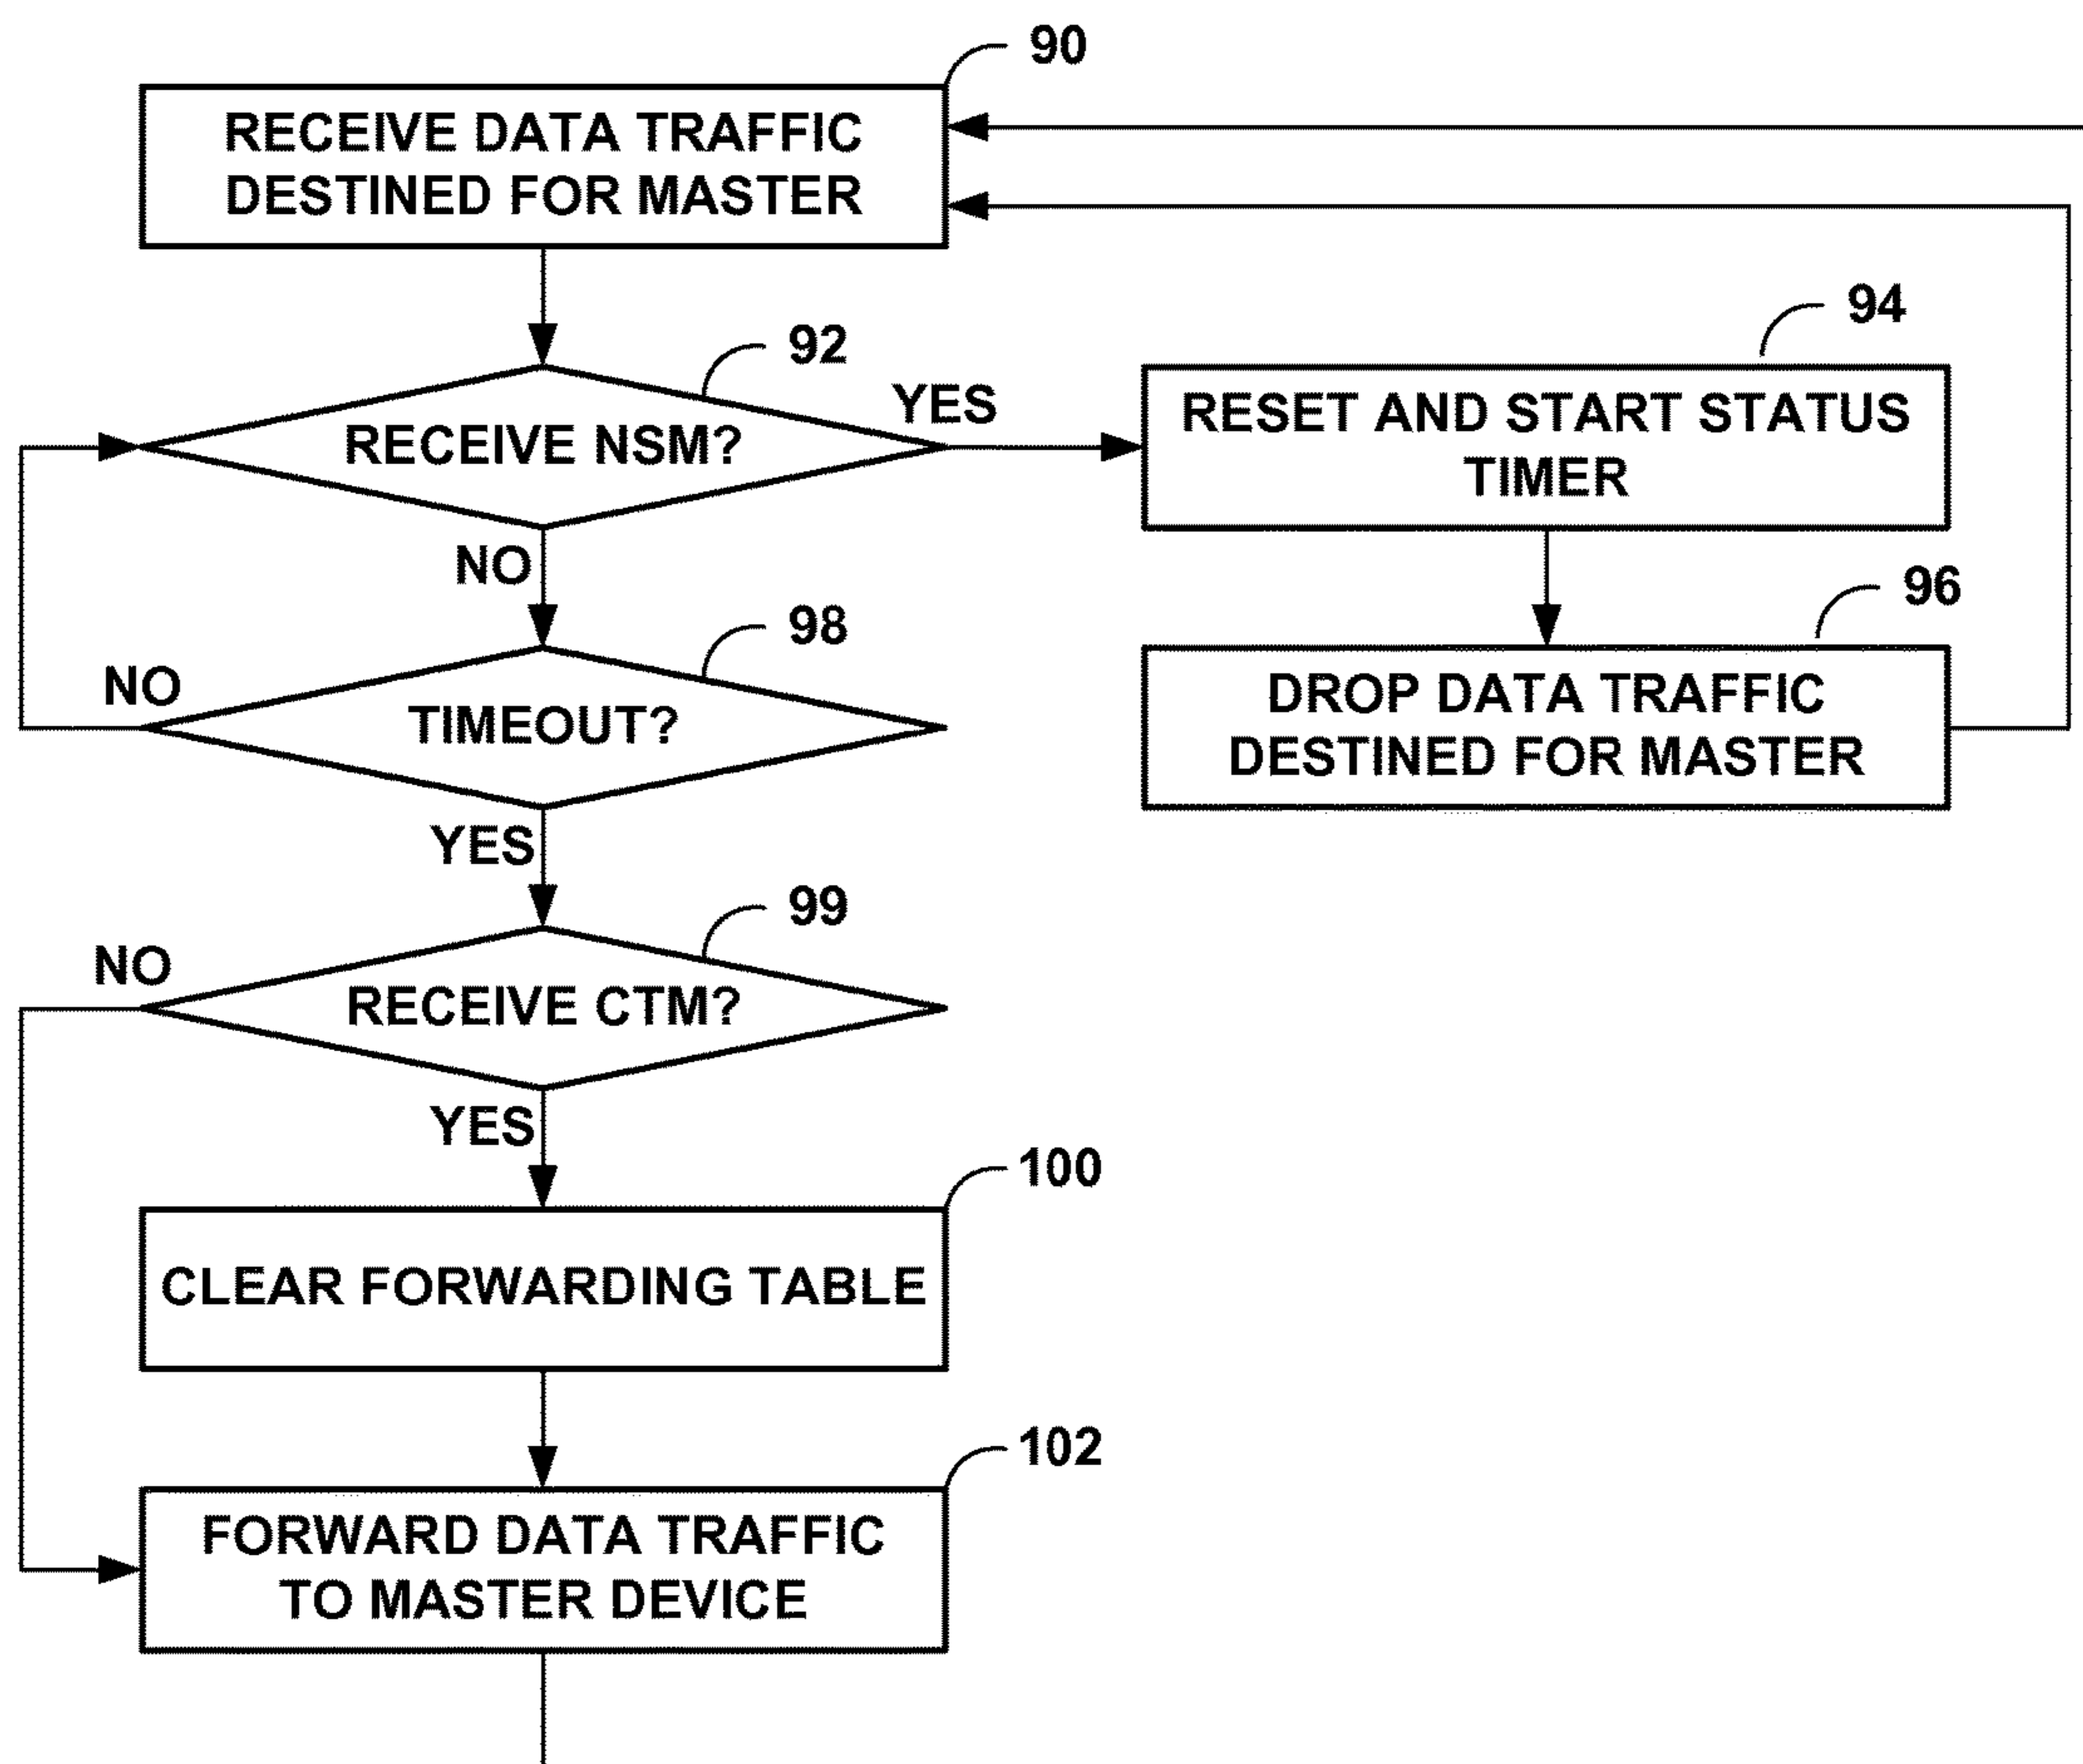 90
RECEIVE DATA TRAFFIC
DESTINED FOR MASTER
92
RECEIVE NSM?
YES
94
RESET AND START STATUS
TIMER
NO
96
DROP DATA TRAFFIC
DESTINED FOR MASTER
98
NO
TIMEOUT?
YES
99
NO
RECEIVE CTM?
YES
100
CLEAR FORWARDING TABLE
102
FORWARD DATA TRAFFIC
TO MASTER DEVICE